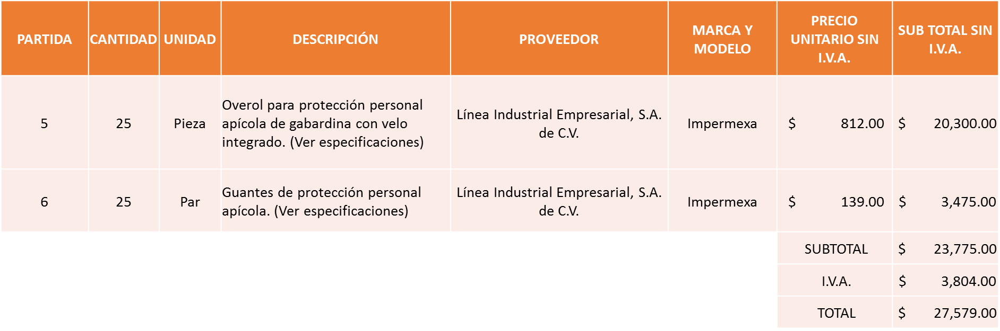 PARTIDA
CANTIDAD
UNIDAD
DESCRIPCIÓN
PROVEEDOR
MARCA Y
MODELO
PRECIO
UNITARIO SIN
I.V.A.
SUB TOTAL SIN
I.V.A.
5
25
Pieza
Overol para protección personal
apícola de gabardina con velo
integrado. (Ver especificaciones)
Línea Industrial Empresarial, S.A.
de C.V.
Impermexa
$ 812.00
$ 20,300.00
6
25
Par
Guantes de protección personal
apícola. (Ver especificaciones)
Línea Industrial Empresarial, S.A.
de C.V.
Impermexa
$ 139.00
$ 3,475.00
SUBTOTAL
$ 23,775.00
I.V.A.
$ 3,804.00
TOTAL
$ 27,579.00